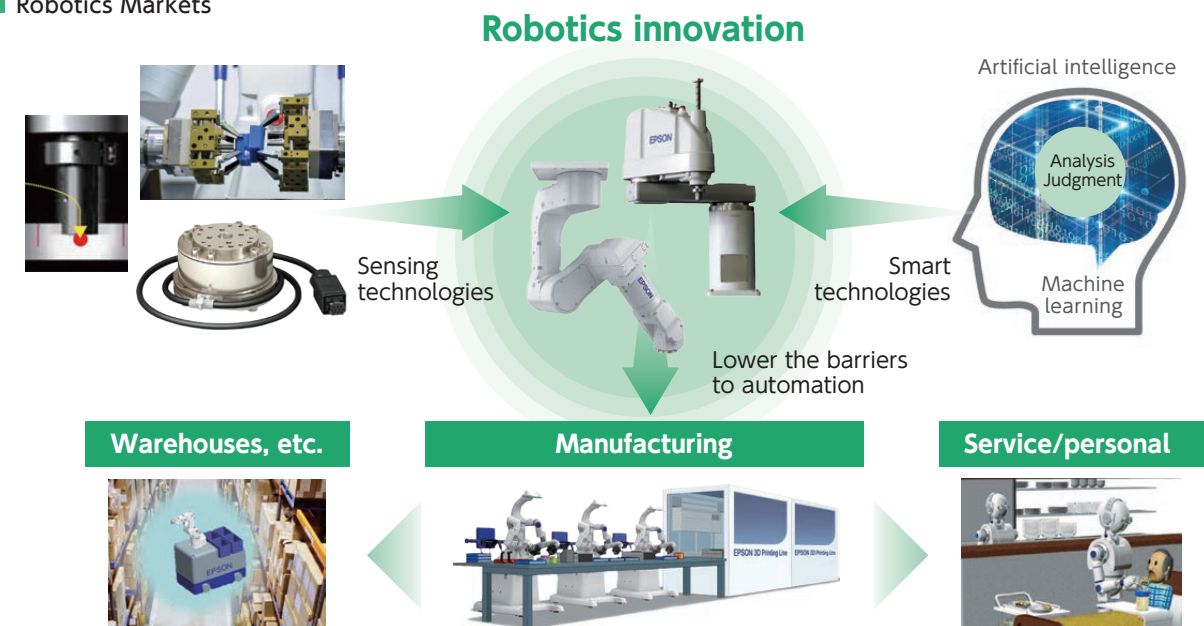 Robotics Markets
Robotics innovation
Artificial intelligence
Analysis
Judgment
Machine
learning
EPSON
EPSON
Sensing
technologies
Smart
technologies
Lower the barriers
to automation
Warehouses, etc.
Manufacturing
Service/personal
EPSON
EPSON 3D Printing Line
EPSON 3D Printing Line